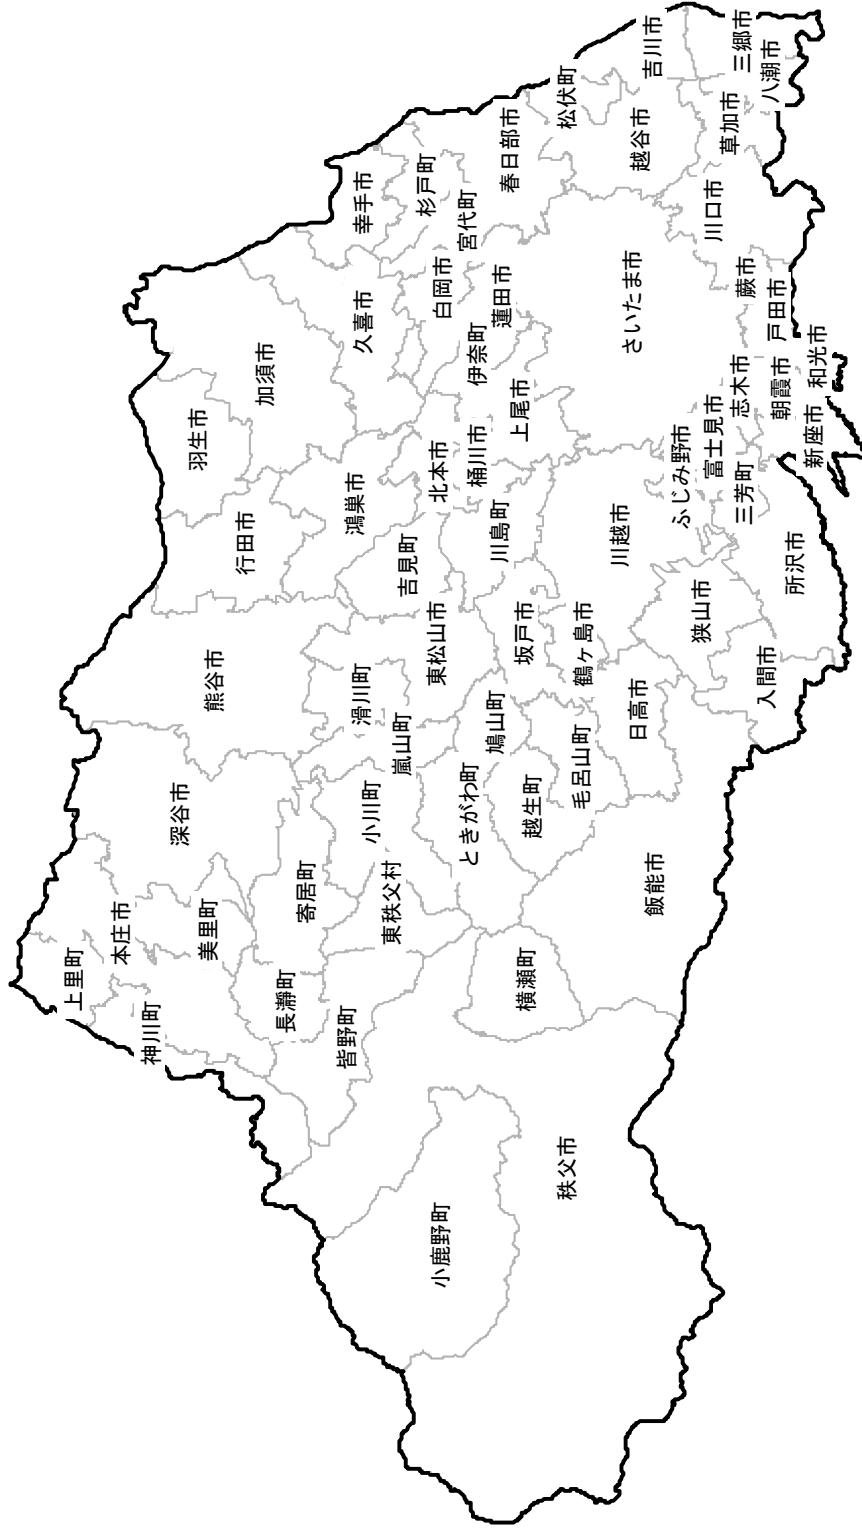 上里町
本庄市
神川町
美里町
深谷市
熊谷市
行田市
羽生市
加須市
長瀞町
寄居町
皆野町
小川町
東秩父村
嵐山町
滑川町
東松山市
吉見町
鴻巣市
北本市
久喜市
幸手市
杉戸町
宮代町
白岡市
蓮田市
伊奈町
桶川市
上尾市
春日部市
松伏町
吉川市
越谷市
三郷市
八潮市
草加市
川口市
蕨市
戸田市
さいたま市
川島町
川越市
坂戸市
鶴ヶ島市
鳩山町
ときがわ町
越生町
毛呂山町
日高市
飯能市
横瀬町
小鹿野町
秩父市
狭山市
入間市
所沢市
ふじみ野市
富士見市
三芳町
志木市
朝霞市
新座市
和光市